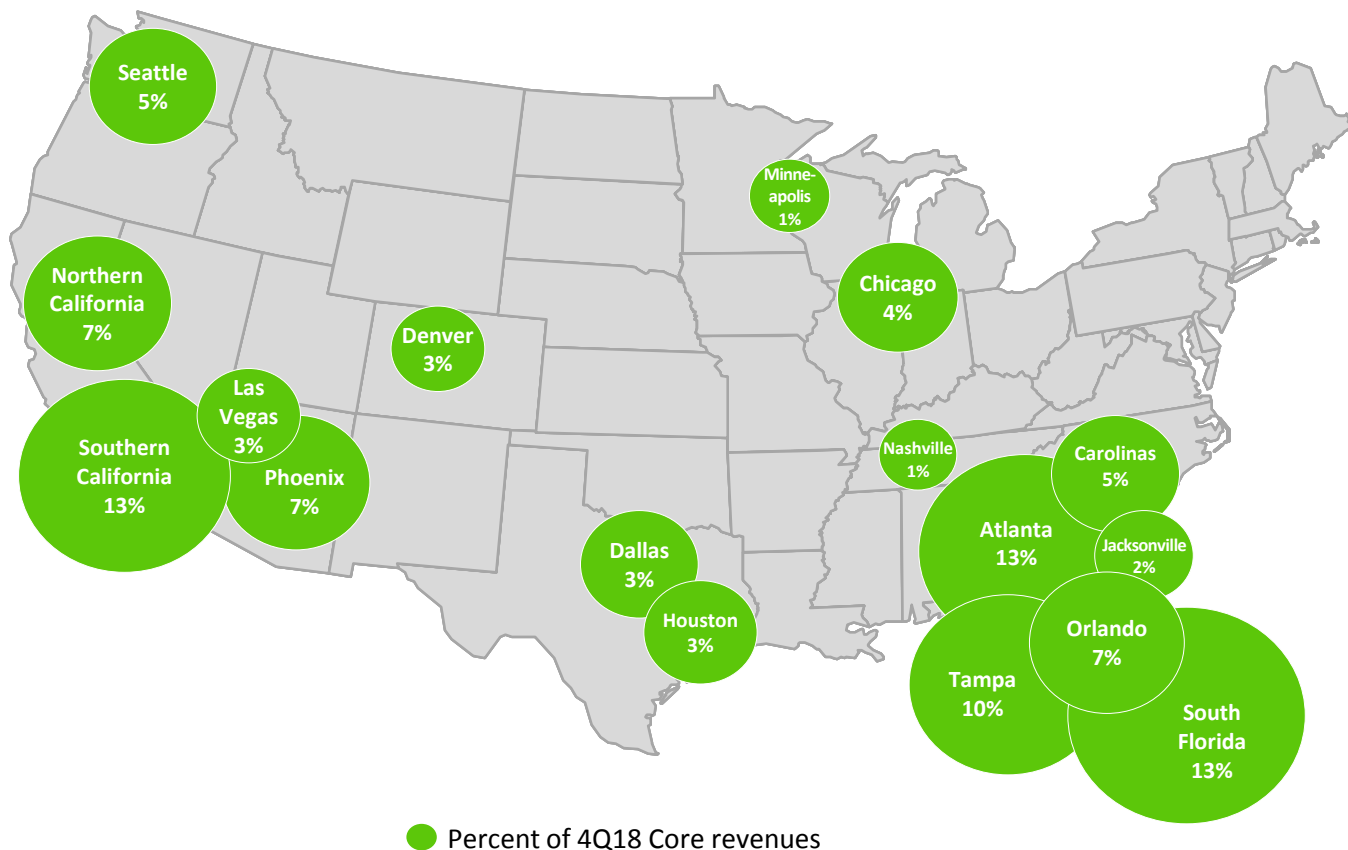 Seattle
5%
Minne-
apolis
1%
Northern
California
7%
Chicago
4%
Denver
3%
Las
Vegas
3%
Southern
California
13%
Phoenix
7%
Nashville
1%
Carolinas
5%
Atlanta
13%
Jacksonville
2%
Dallas
3%
Houston
3%
Orlando
7%
Tampa
10%
South
Florida
13%
Percent of 4Q18 Core revenues